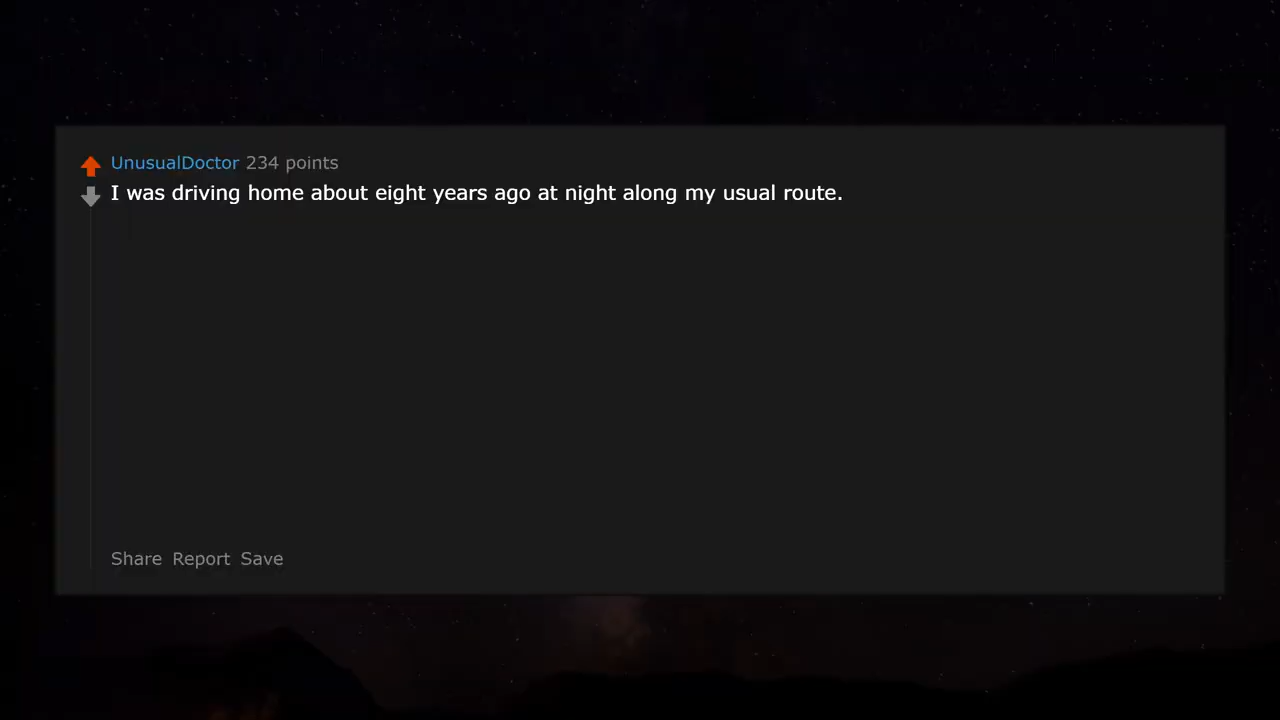 UnusualDoctor 234 points
I was driving home about eight years ago at night along my usual route.
Share Report Save